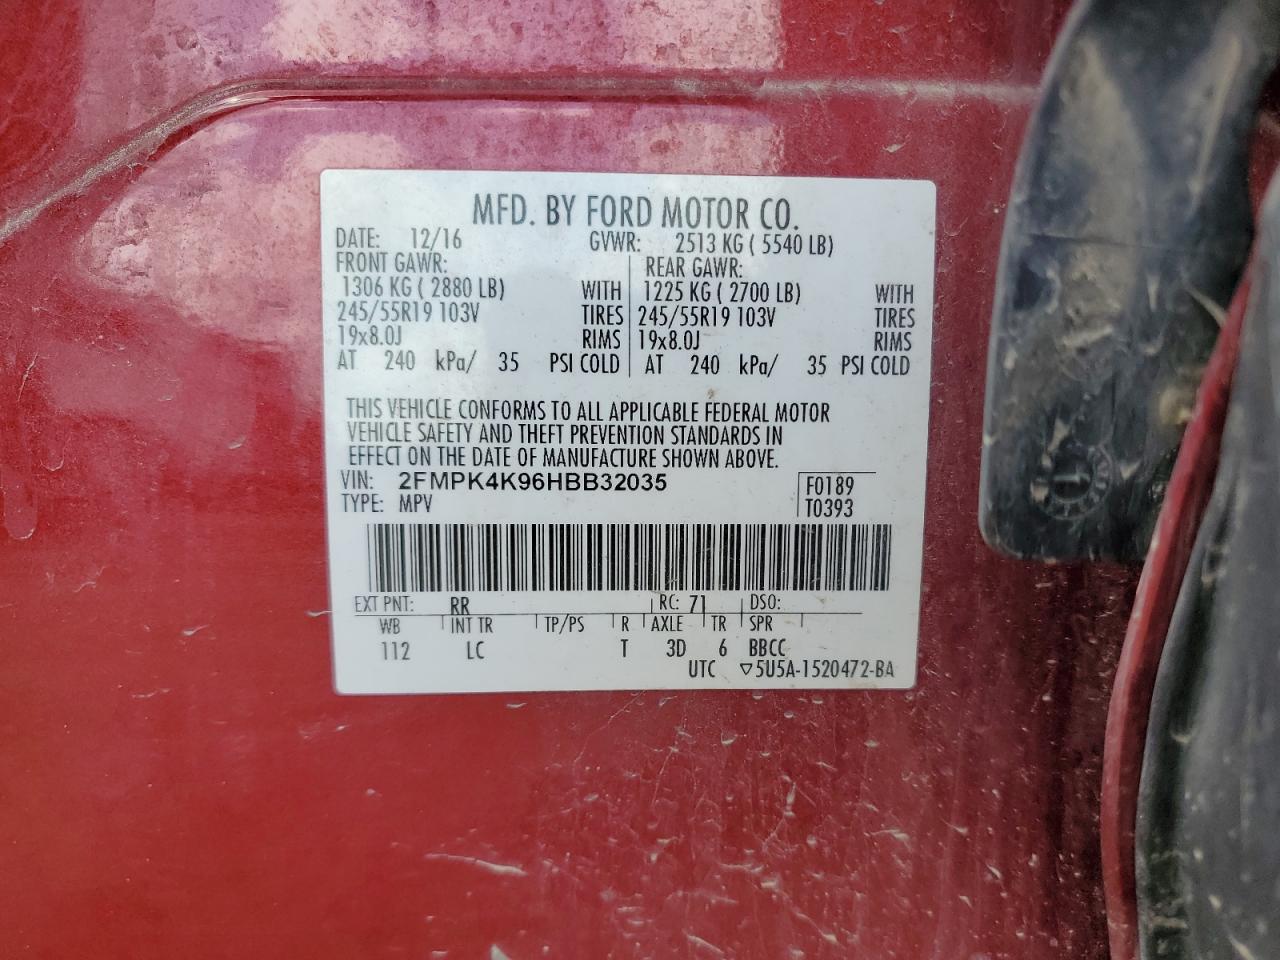 MFD. BY FORD MOTOR CO.
DATE: 12/16 GVWR: 2513 KG ( 5540 LB)
FRONT GAWR: REAR GAWR:
1306 KG ( 2880 LB) WITH 1225 KG ( 2700 LB) WITH
245/55R19 103V TIRES 245/55R19 103V TIRES
19x8.0J RIMS 19x8.0J RIMS
AT 240 kPa/ 35 PSI COLD AT 240 kPa/ 35 PSI COLD
THIS VEHICLE CONFORMS TO ALL APPLICABLE FEDERAL MOTOR
VEHICLE SAFETY AND THEFT PREVENTION STANDARDS IN
EFFECT ON THE DATE OF MANUFACTURE SHOWN ABOVE.
VIN: 2FMPK4K96HBB32035 F0189
TYPE: MPV T0393
EXT PNT: RR RC: 71 DSO:
WB INT TR TP/PS R AXLE TR SPR
112 LC T 3D 6 BBCC
UTC ▽5U5A-1520472-BA